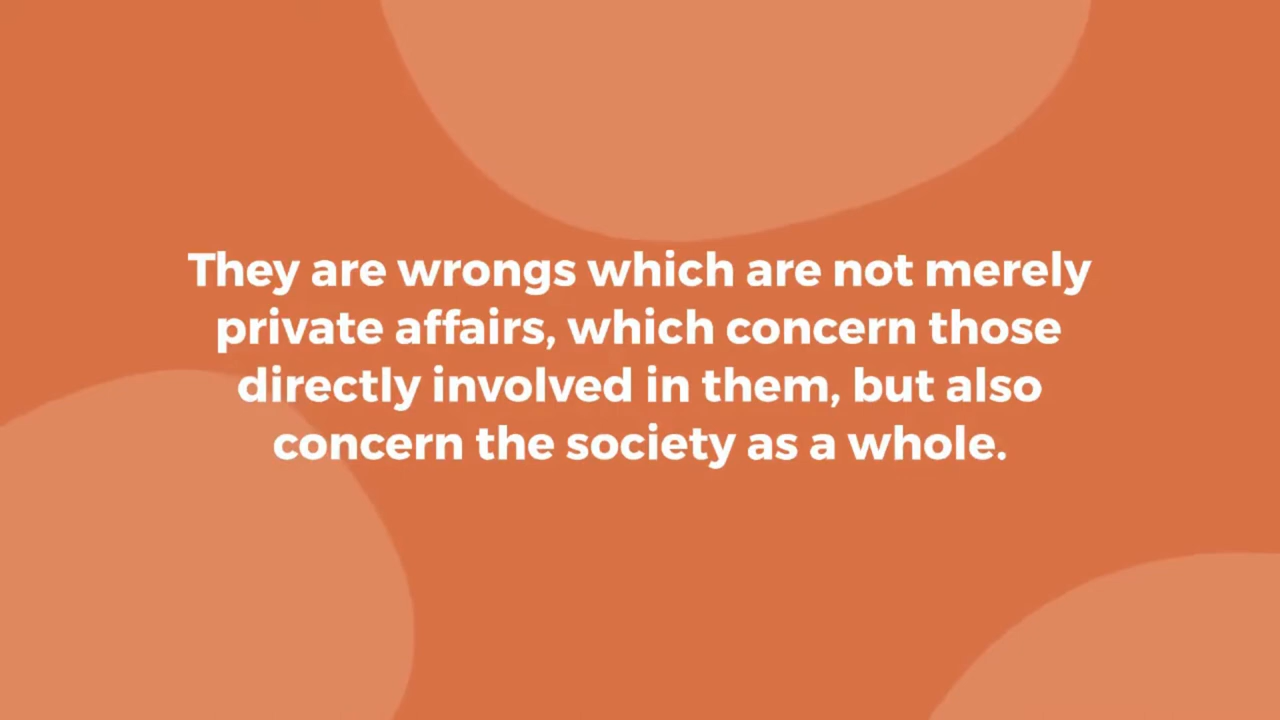 They are wrongs which are not merely
private affairs, which concern those
directly involved in them, but also
concern the society as a whole.